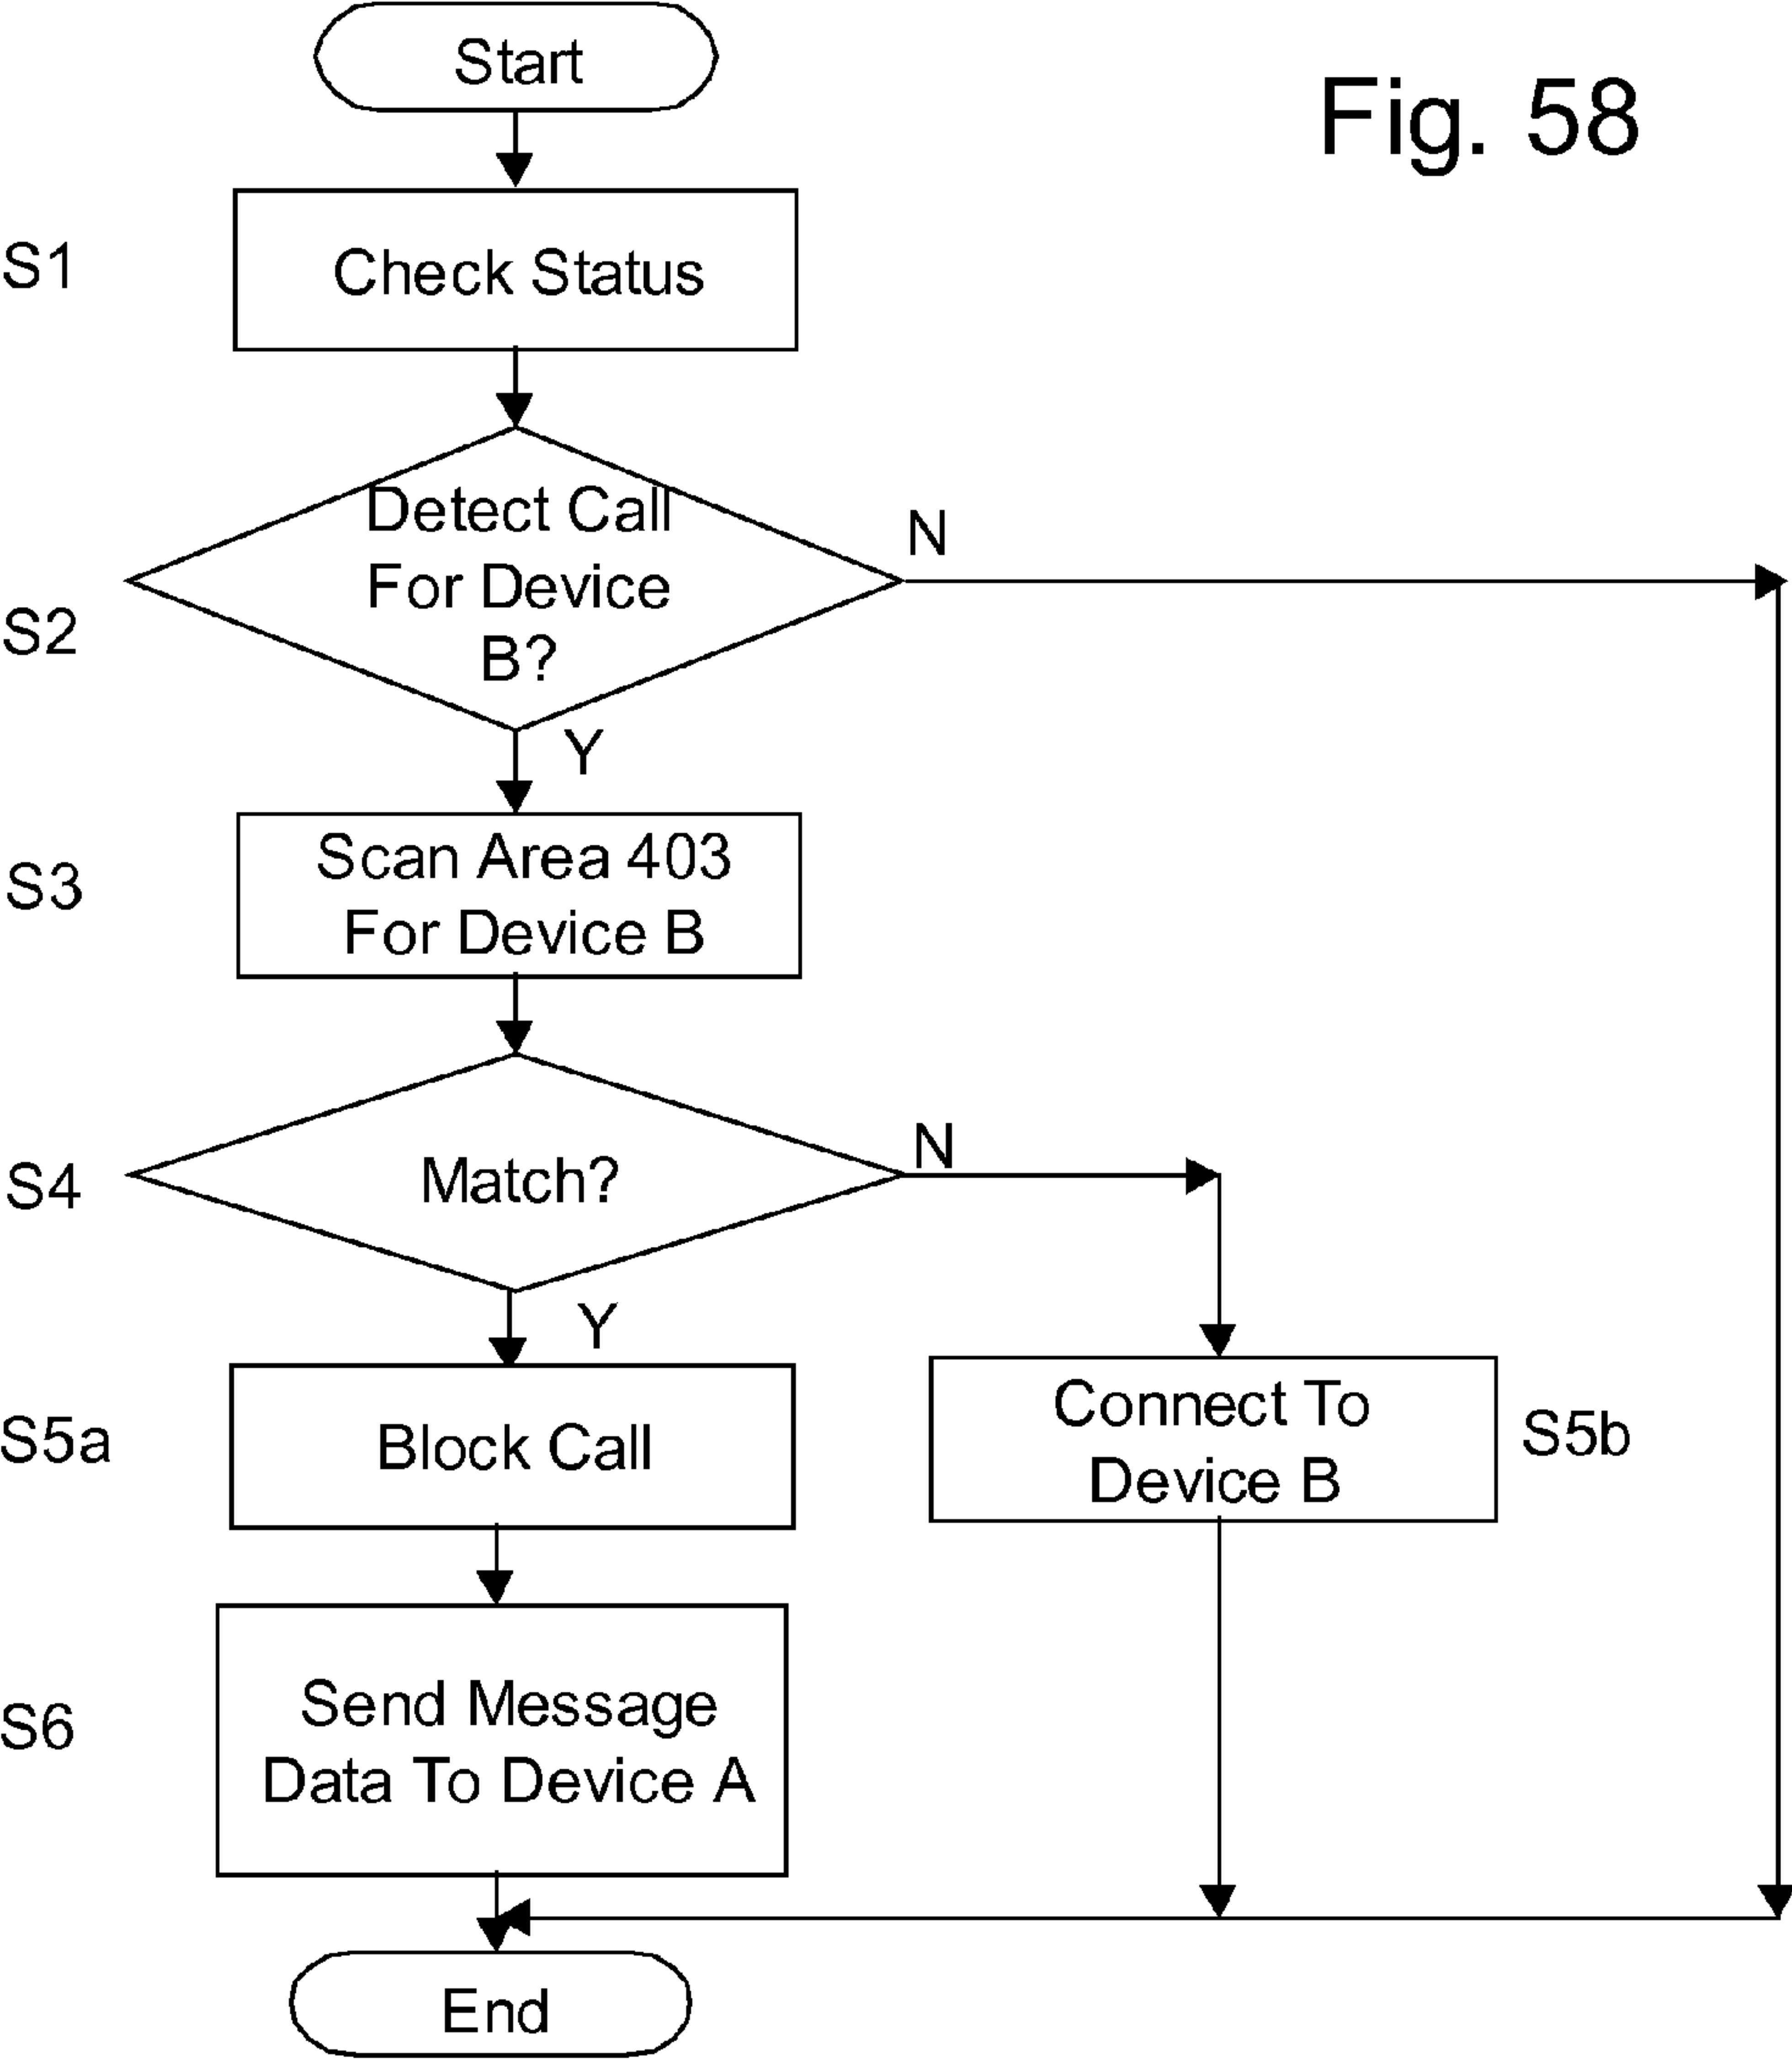 Start
Fig. 58
S1
Check Status
Detect Call
For Device
B?
N
S2
Y
S3
Scan Area 403
For Device B
S4
Match?
N
Y
S5a
Block Call
Connect To
Device B
S5b
S6
Send Message
Data To Device A
End